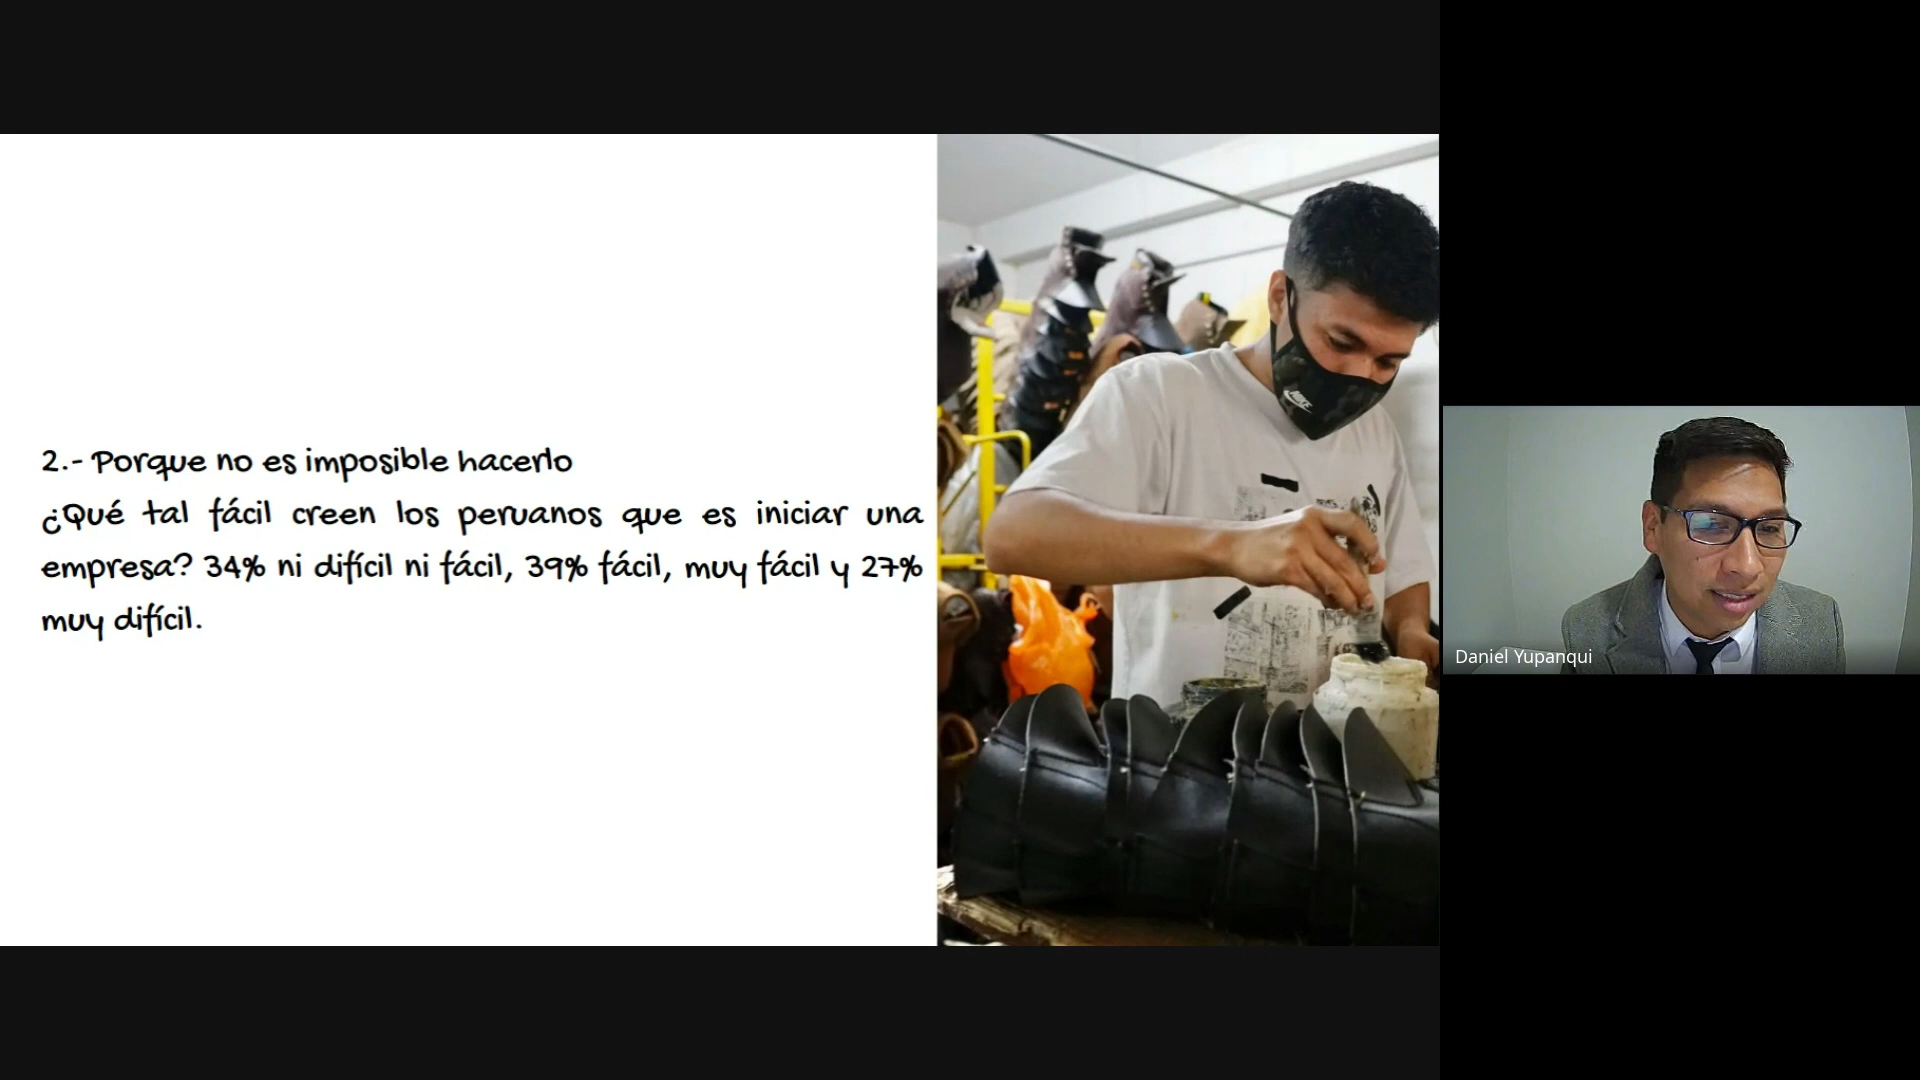 2.- Porque no es imposible hacerlo
¿Qué tal fácil creen los peruanos que es iniciar una
empresa? 34% ni difícil ni fácil, 39% fácil, muy fácil y 27%
muy difícil.
NIKE
Daniel Yupanqui